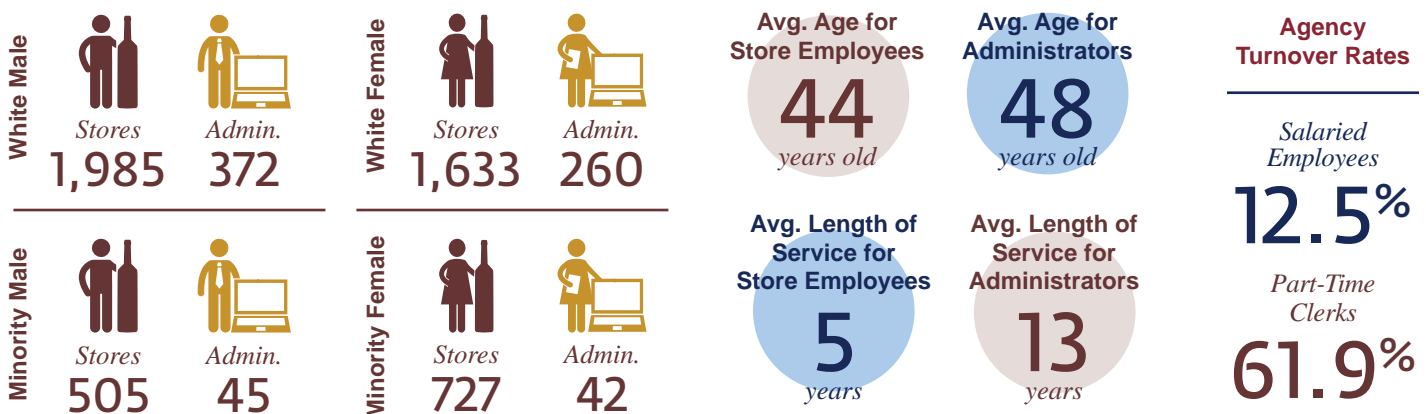 White Male
Stores
1,985
Admin.
372
White Female
Stores
1,633
Admin.
260
Minority Male
Stores
505
Admin.
45
Minority Female
Stores
727
Admin.
42
Avg. Age for
Store Employees
44
years old
Avg. Age for
Administrators
48
years old
Avg. Length of
Service for
Store Employees
5
years
Avg. Length of
Service for
Administrators
13
years
Agency
Turnover Rates
Salaried
Employees
12.5%
Part-Time
Clerks
61.9%